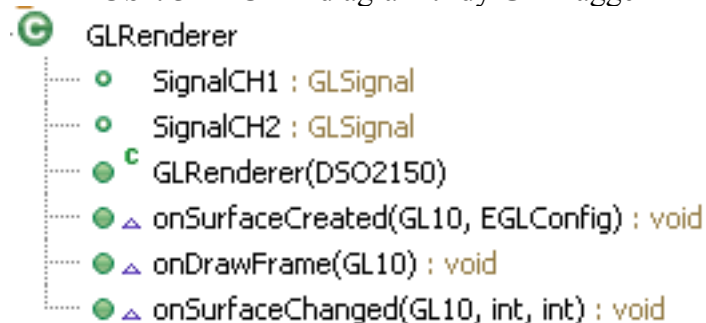 GLRenderer
SignalCH1 : GLSignal
SignalCH2 : GLSignal
C GLRenderer(DSO2150)
onSurfaceCreated(GL10, EGLConfig) : void
onDrawFrame(GL10) : void
onSurfaceChanged(GL10, int, int) : void